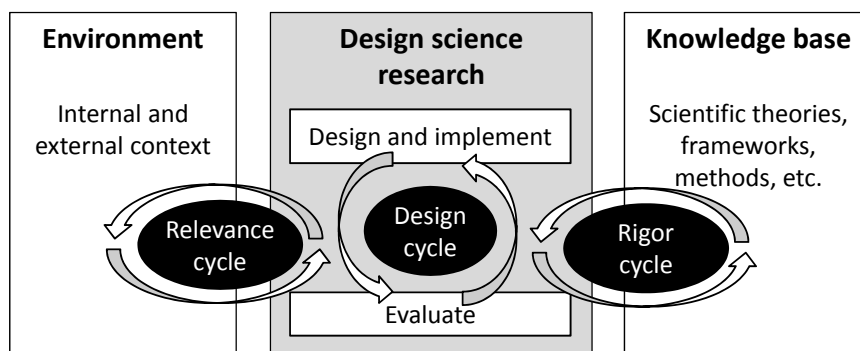 Environment
Internal and
external context
Relevance
cycle
Design science
research
Design and implement
Design
cycle
Evaluate
Knowledge base
Scientific theories,
frameworks,
methods, etc.
Rigor
cycle